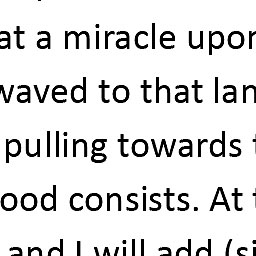 at a miracle upon
waved to that lan
pulling towards
ood consists. At
and I will add (si